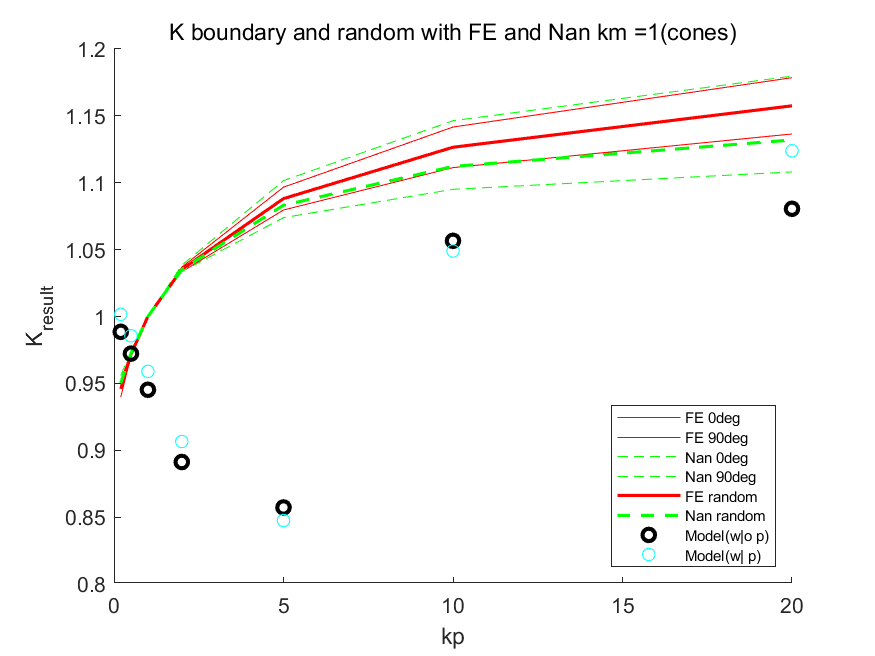 K boundary and random with FE and Nan km =1(cones)
1.2
1.15
1.1
1.05
1
0.95
0.9
0.85
0.8
K_result
0 5 10 15 20
kp
FE 0deg
FE 90deg
Nan 0deg
Nan 90deg
FE random
Nan random
Model(w|o p)
Model(w| p)